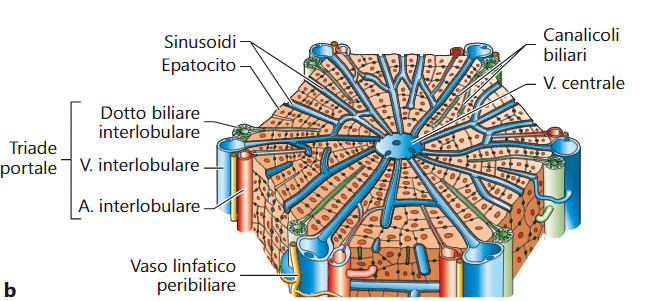 Sinusoidi
Epatocito
Canalicoli
biliari
V. centrale
Dotto biliare
interlobulare
Triade
portale
V. interlobulare
A. interlobulare
Vaso linfatico
peribiliare
b